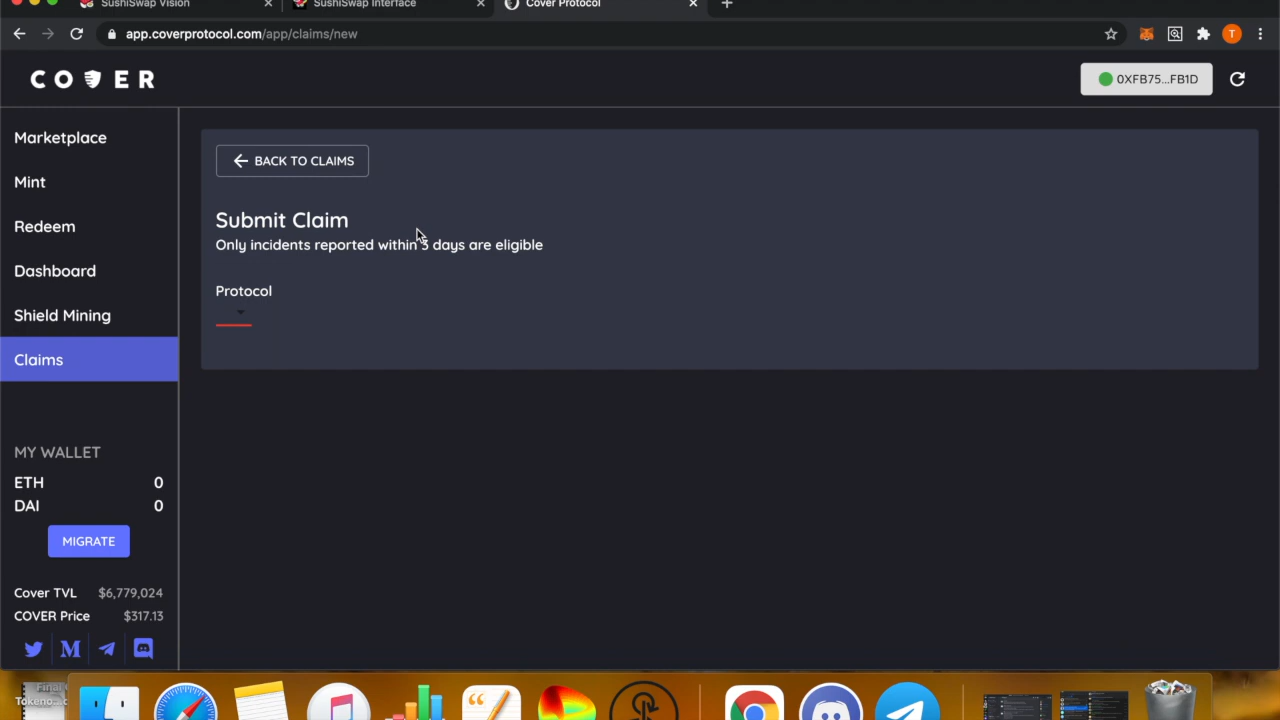 SushiSwap Vision
SushiSwap Interface
Cover Protocol
app.coverprotocol.com/app/claims/new
T
COVER
0XFB75...FB1D
Marketplace
Mint
Redeem
Dashboard
Shield Mining
Claims
BACK TO CLAIMS
Submit Claim
Only incidents reported within 3 days are eligible
Protocol
MY WALLET
ETH 0
DAI 0
MIGRATE
Cover TVL $6,779,024
COVER Price $317.13
M
Final